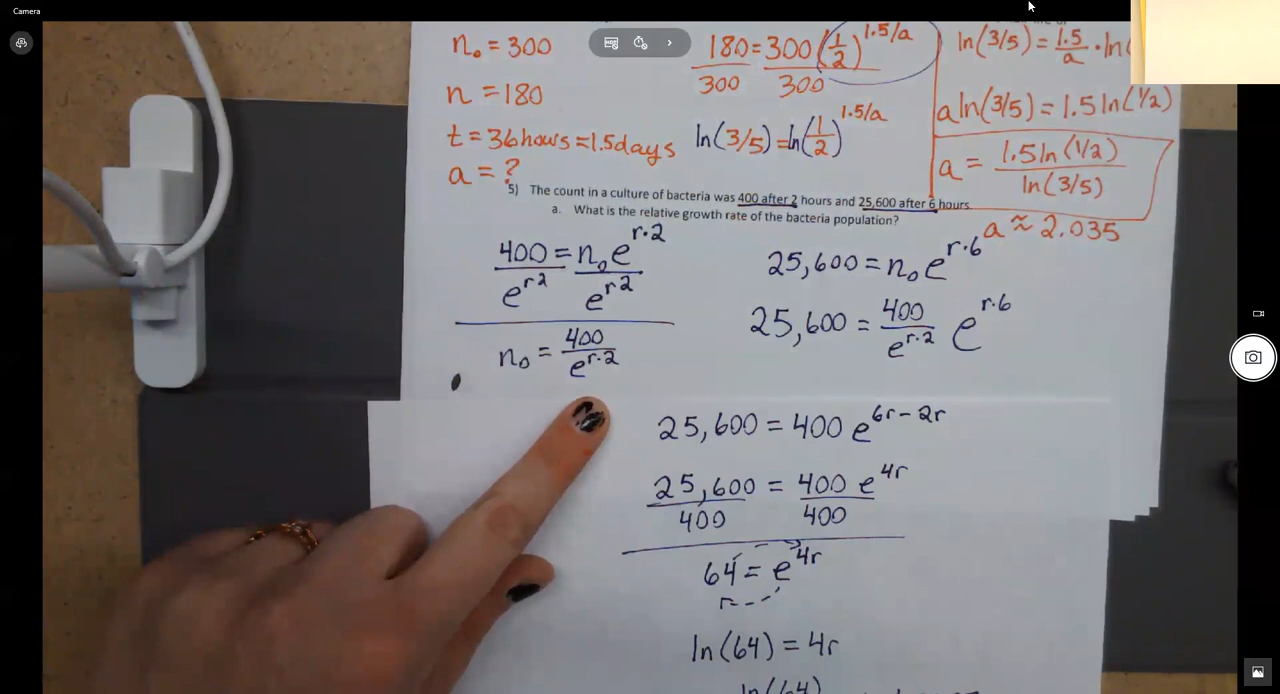 Camera
n₀ = 300
n = 180
t = 36 hours = 1.5 days
a = ?
180 = 300 (1/2)^1.5/a
300 300
ln(3/5) = ln(1/2)^1.5/a
ln(3/5) = 1.5/a · ln(
a ln(3/5) = 1.5 ln(1/2)
a = 1.5 ln(1/2) / ln(3/5)
a ≈ 2.035
5) The count in a culture of bacteria was 400 after 2 hours and 25,600 after 6 hours.
a. What is the relative growth rate of the bacteria population?
400 = n₀e^r·2
e^r2 e^r2
n₀ = 400/e^r·2
25,600 = n₀e^r·6
25,600 = 400/e^r·2 e^r·6
25,600 = 400 e^6r-2r
25,600 = 400 e^4r
400 400
64 = e^4r
ln(64) = 4r
ln(64)